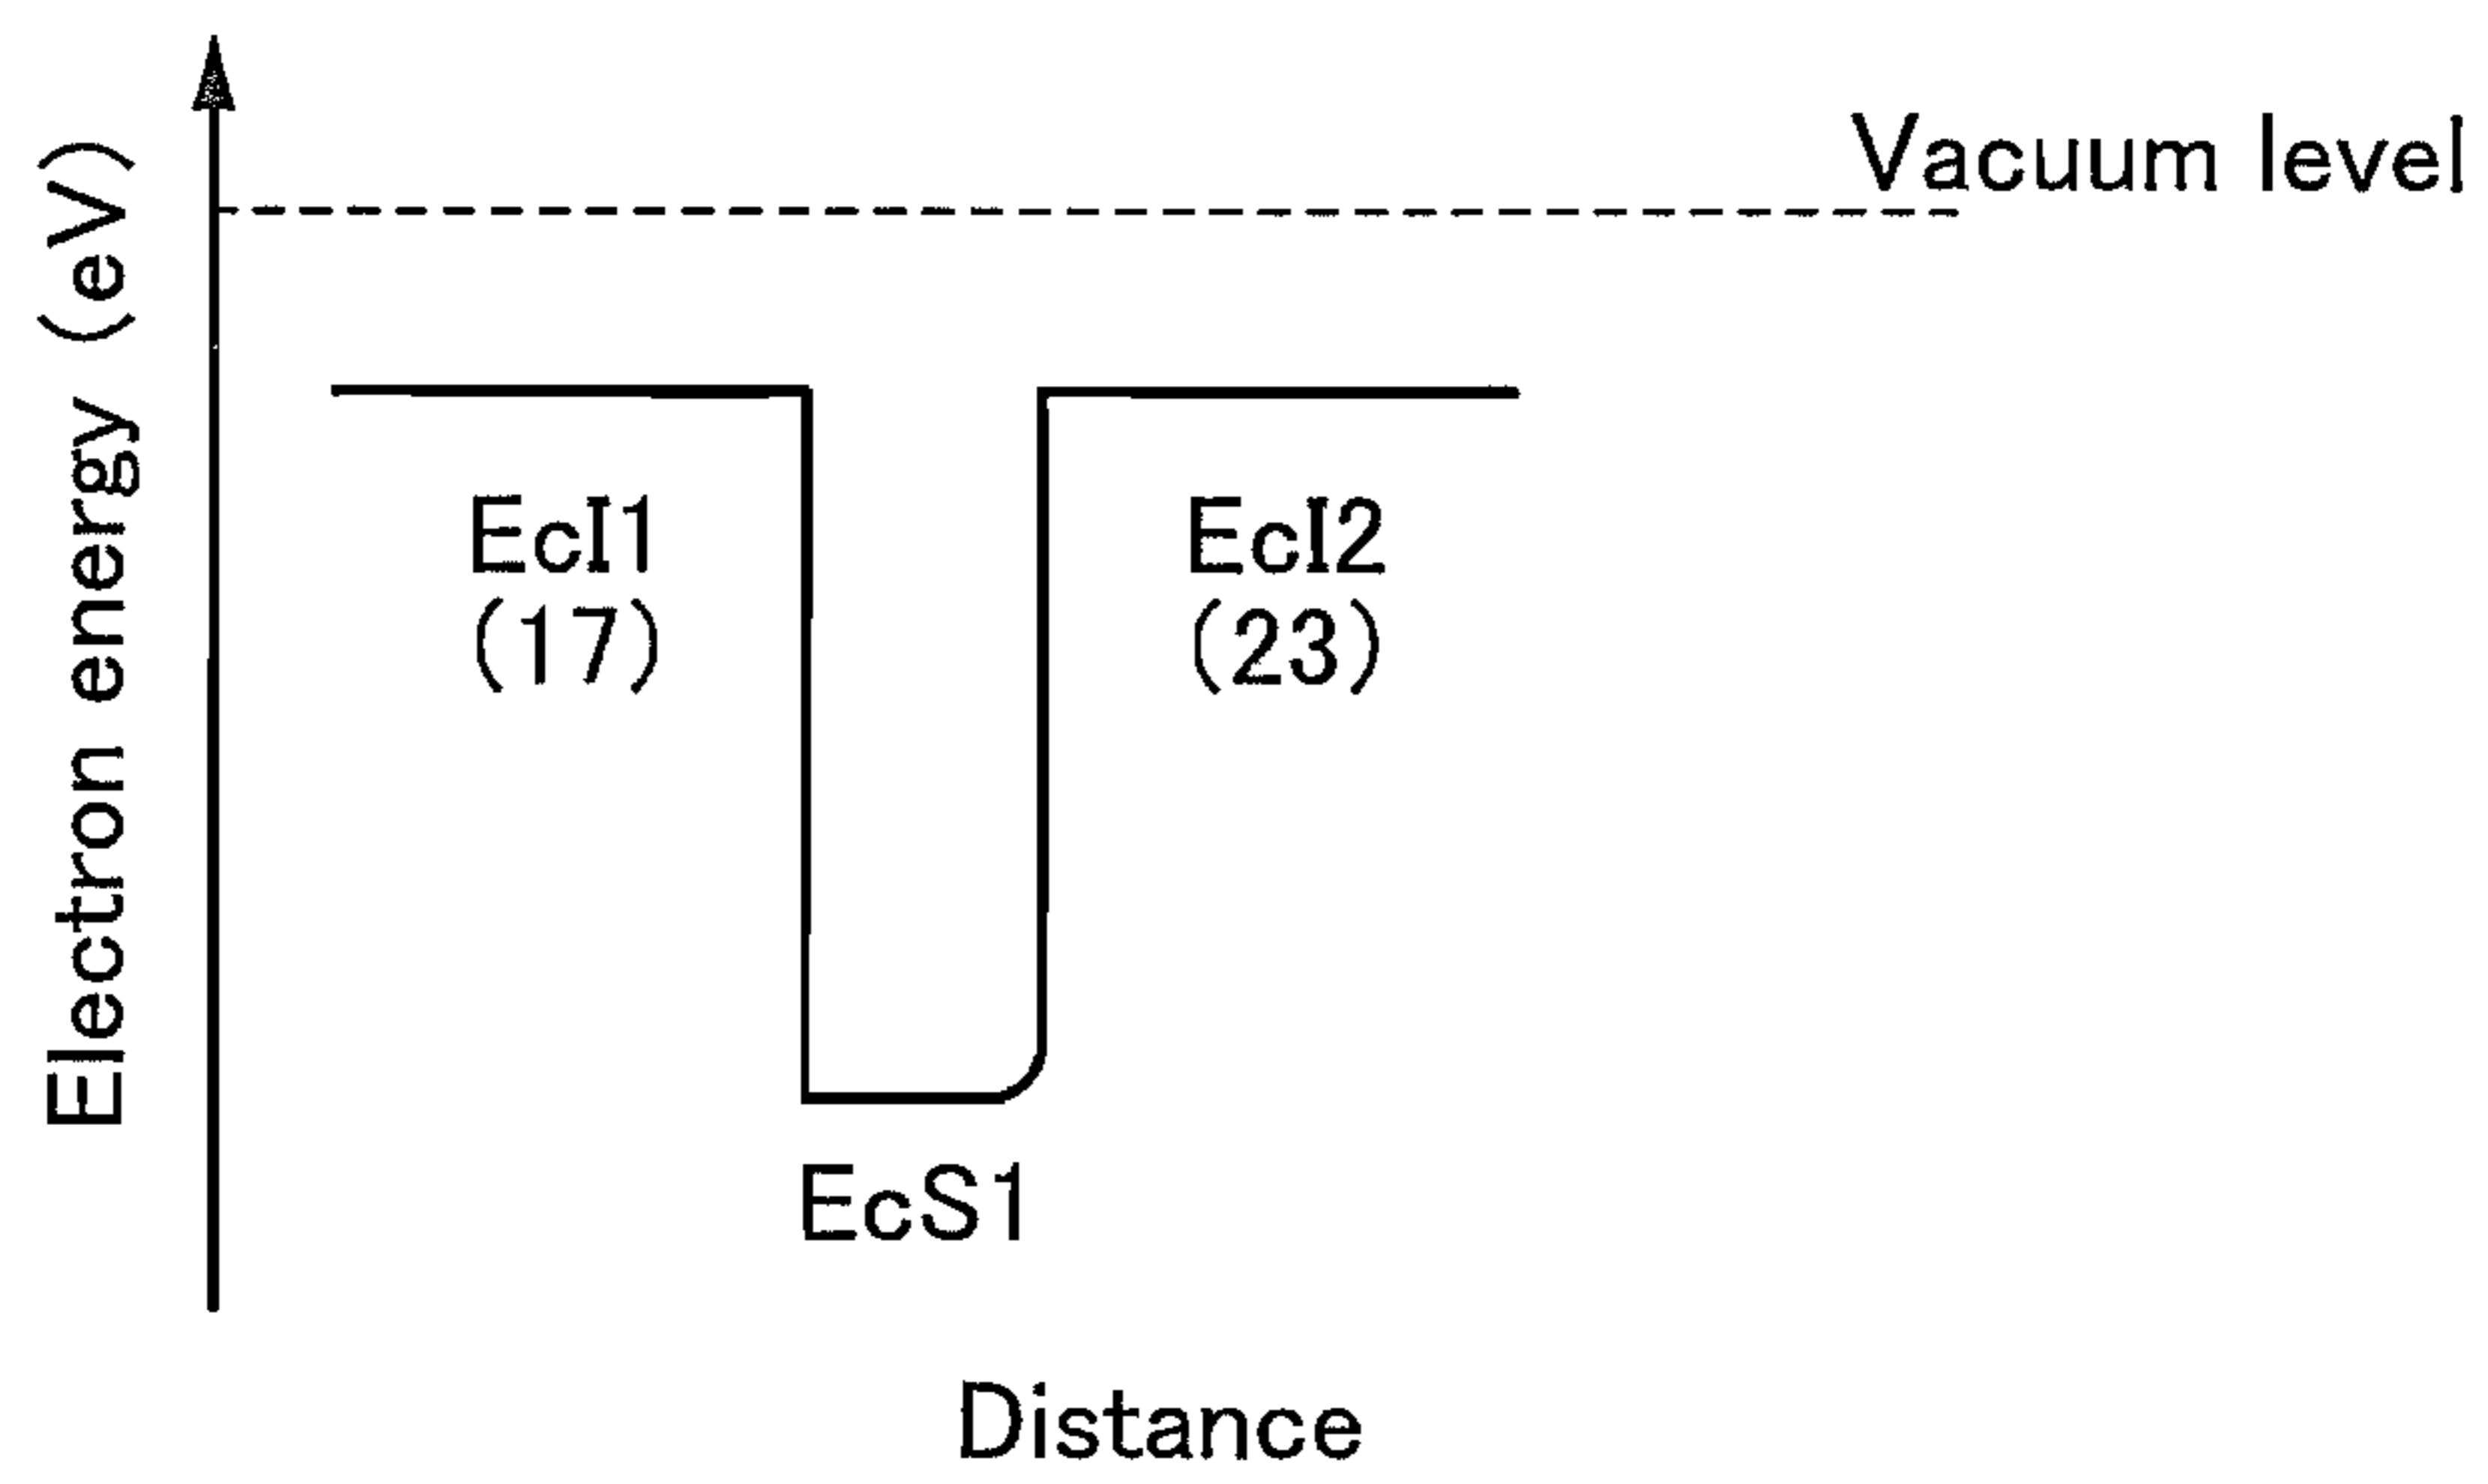 Electron energy (eV)
Vacuum level
EcI1
(17)
EcI2
(23)
EcS1
Distance